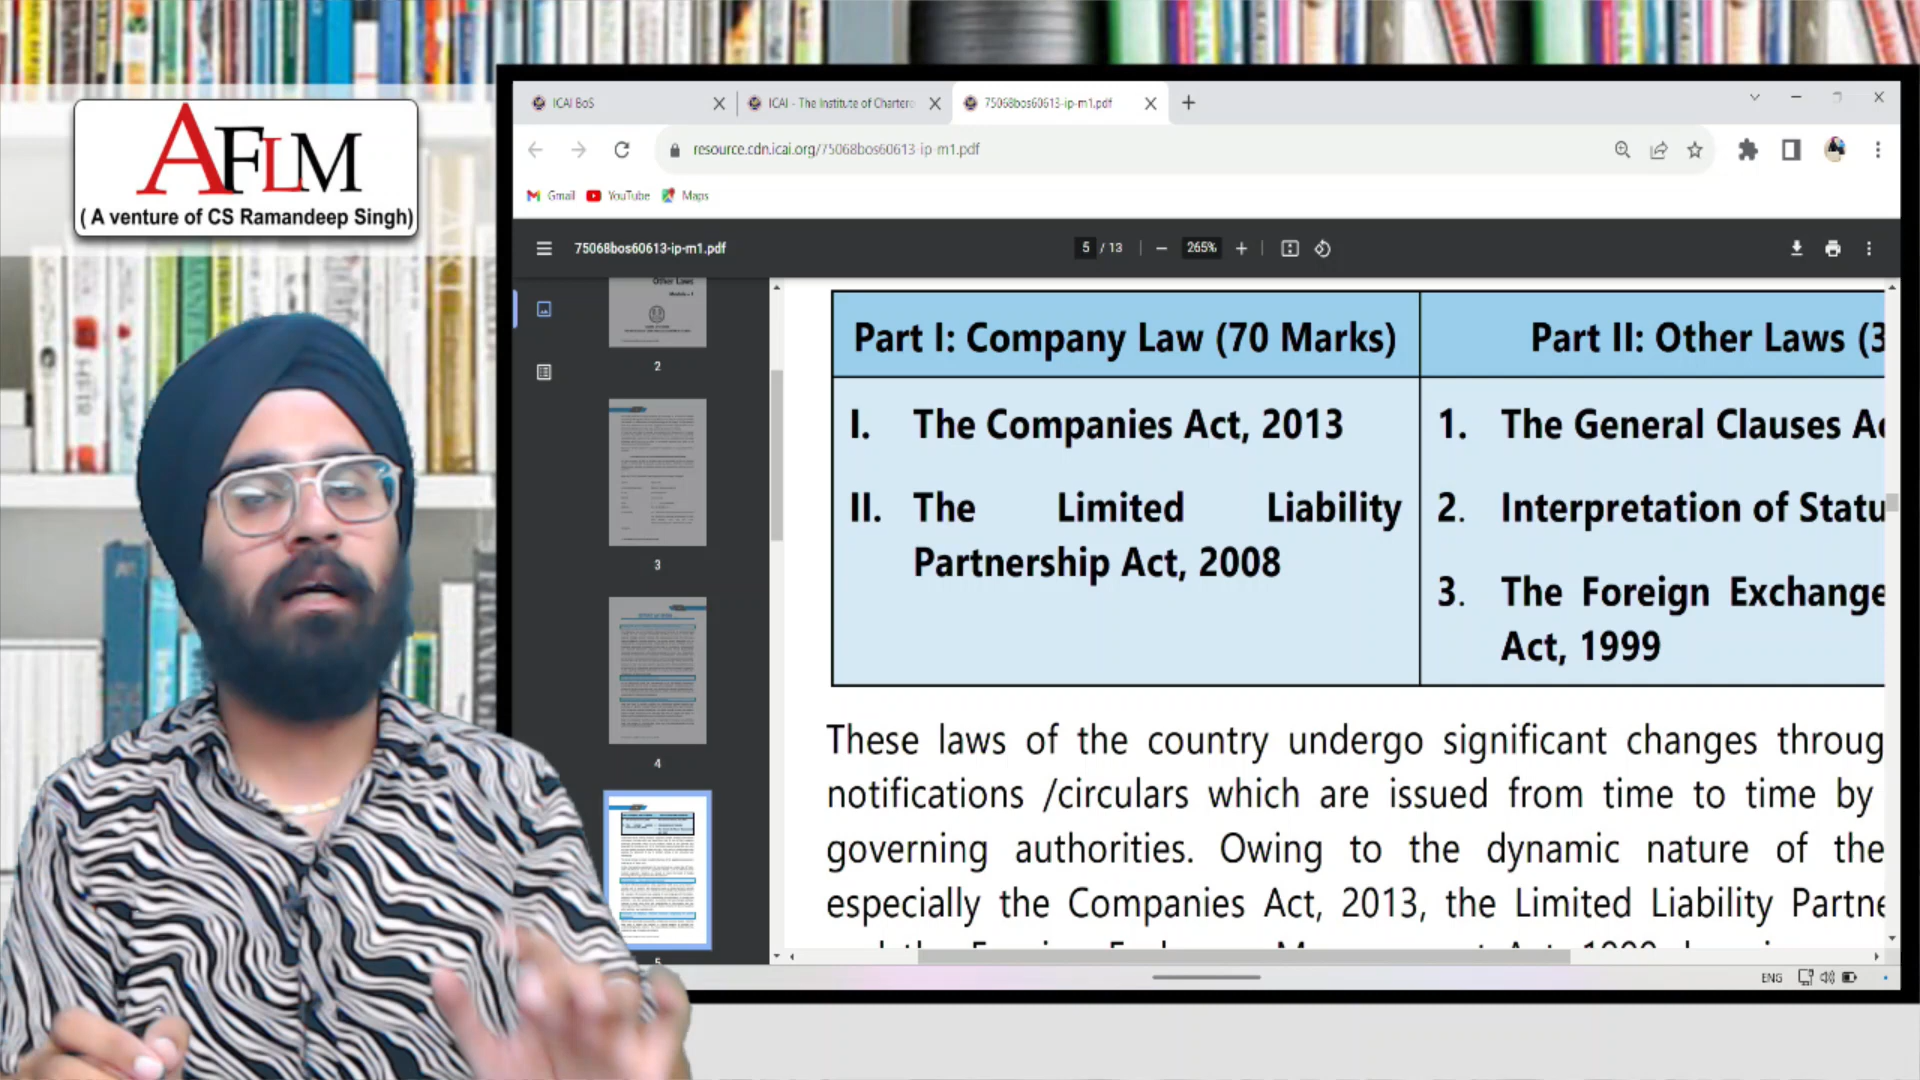 AFLM
( A venture of CS Ramandeep Singh)
ICAI BoS
ICAI - The Institute of Chartere
75068bos60613-ip-m1.pdf
resource.cdn.icai.org/75068bos60613-ip-m1.pdf
Gmail
YouTube
Maps
75068bos60613-ip-m1.pdf
5 / 13
265%
Other Laws
2
3
4
5
Part I: Company Law (70 Marks)
Part II: Other Laws (3
I. The Companies Act, 2013
II. The Limited Liability
Partnership Act, 2008
1. The General Clauses Ac
2. Interpretation of Statu
3. The Foreign Exchange
Act, 1999
These laws of the country undergo significant changes throug
notifications /circulars which are issued from time to time by
governing authorities. Owing to the dynamic nature of the
especially the Companies Act, 2013, the Limited Liability Partne
ENG